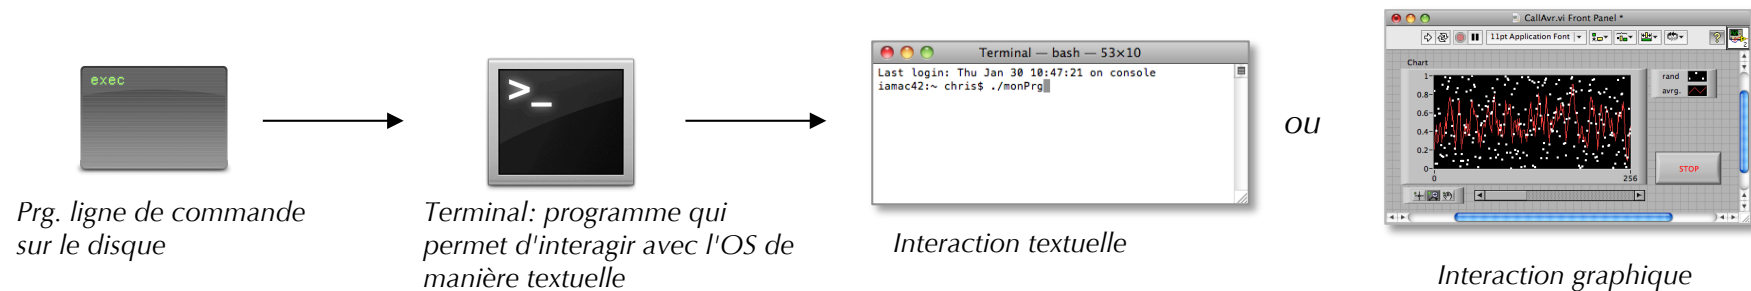 exec
Prg. ligne de commande
sur le disque
>_
Terminal: programme qui
permet d'interagir avec l'OS de
manière textuelle
Terminal — bash — 53×10
Last login: Thu Jan 30 10:47:21 on console
iamac42:~ chris$ ./monPrg
Interaction textuelle
ou
CallAvr.vi Front Panel *
11pt Application Font
2
Chart
1
0.8
0.6
0.4
0.2
0
0 256
rand
avrg.
STOP
Interaction graphique